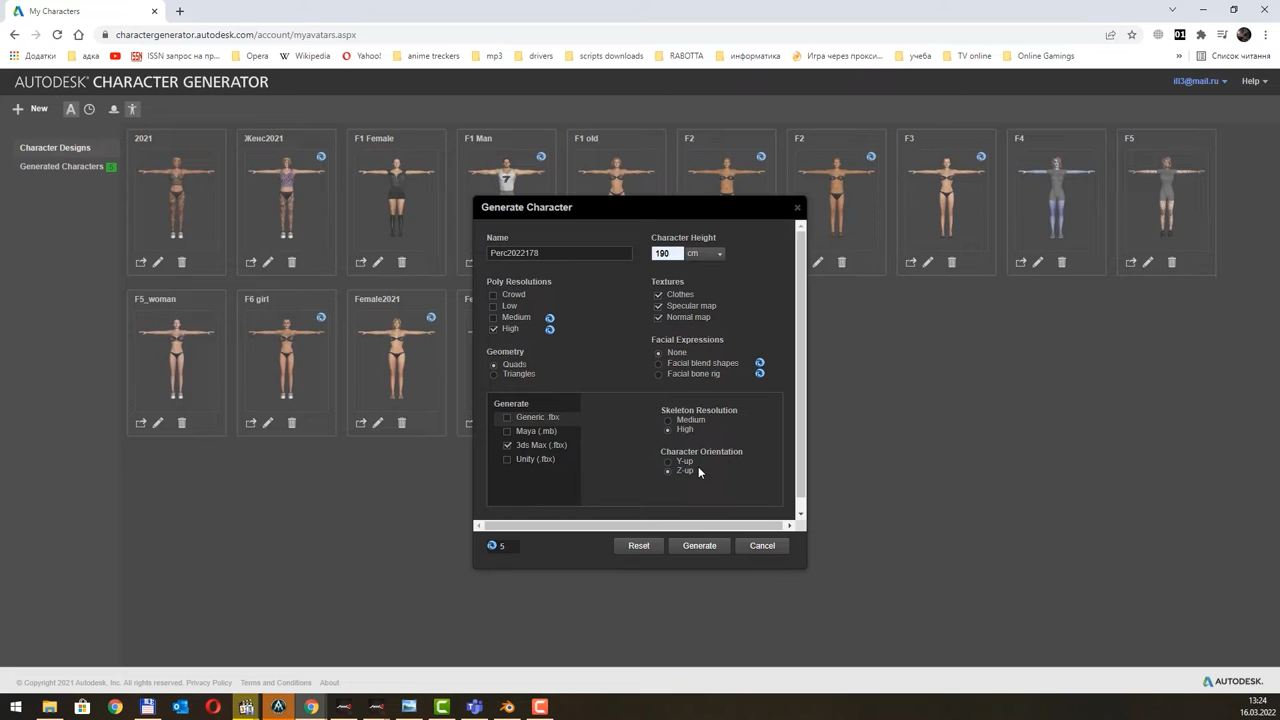 My Characters
charactergenerator.autodesk.com/account/myavatars.aspx
Додатки адка ISSN запрос на пр... Opera Wikipedia Yahoo! anime treckers mp3 drivers scripts downloads RABOTTA информатика Игра через прокси... учеба TV online Online Gamings » Список читання
AUTODESK® CHARACTER GENERATOR
ill3@mail.ru Help
New A
Character Designs
Generated Characters 5
2021 Женс2021 F1 Female F1 Man F1 old F2 F2 F3 F4 F5
7
F5_woman F6 girl Female2021 Fe
Generate Character
Name Character Height
Perc2022178 190 cm
Poly Resolutions Textures
Crowd Clothes
Low Specular map
Medium Normal map
High
Facial Expressions
Geometry None
Quads Facial blend shapes
Triangles Facial bone rig
Generate Skeleton Resolution
Generic .fbx Medium
Maya (.mb) High
3ds Max (.fbx) Character Orientation
Unity (.fbx) Y-up
Z-up
5 Reset Generate Cancel
© Copyright 2021 Autodesk, Inc. All rights reserved. Privacy Policy Terms and Conditions About
AUTODESK.
13:24
16.03.2022